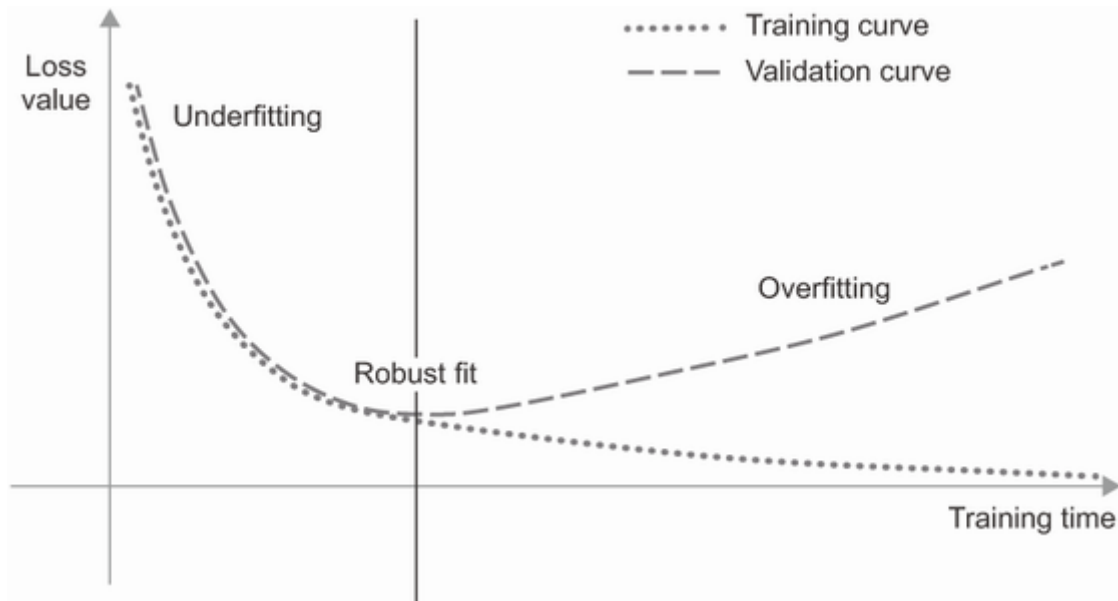 Loss
value
Training curve
Validation curve
Underfitting
Overfitting
Robust fit
Training time